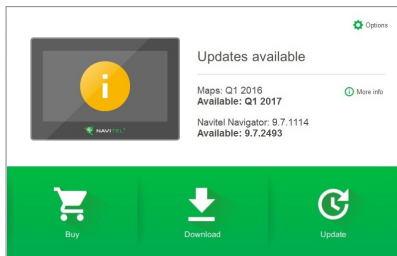 Options
Updates available
Maps: Q1 2016
Available: Q1 2017
More info
Navitel Navigator: 9.7.1114
Available: 9.7.2493
NAVITEL
Buy
Download
Update